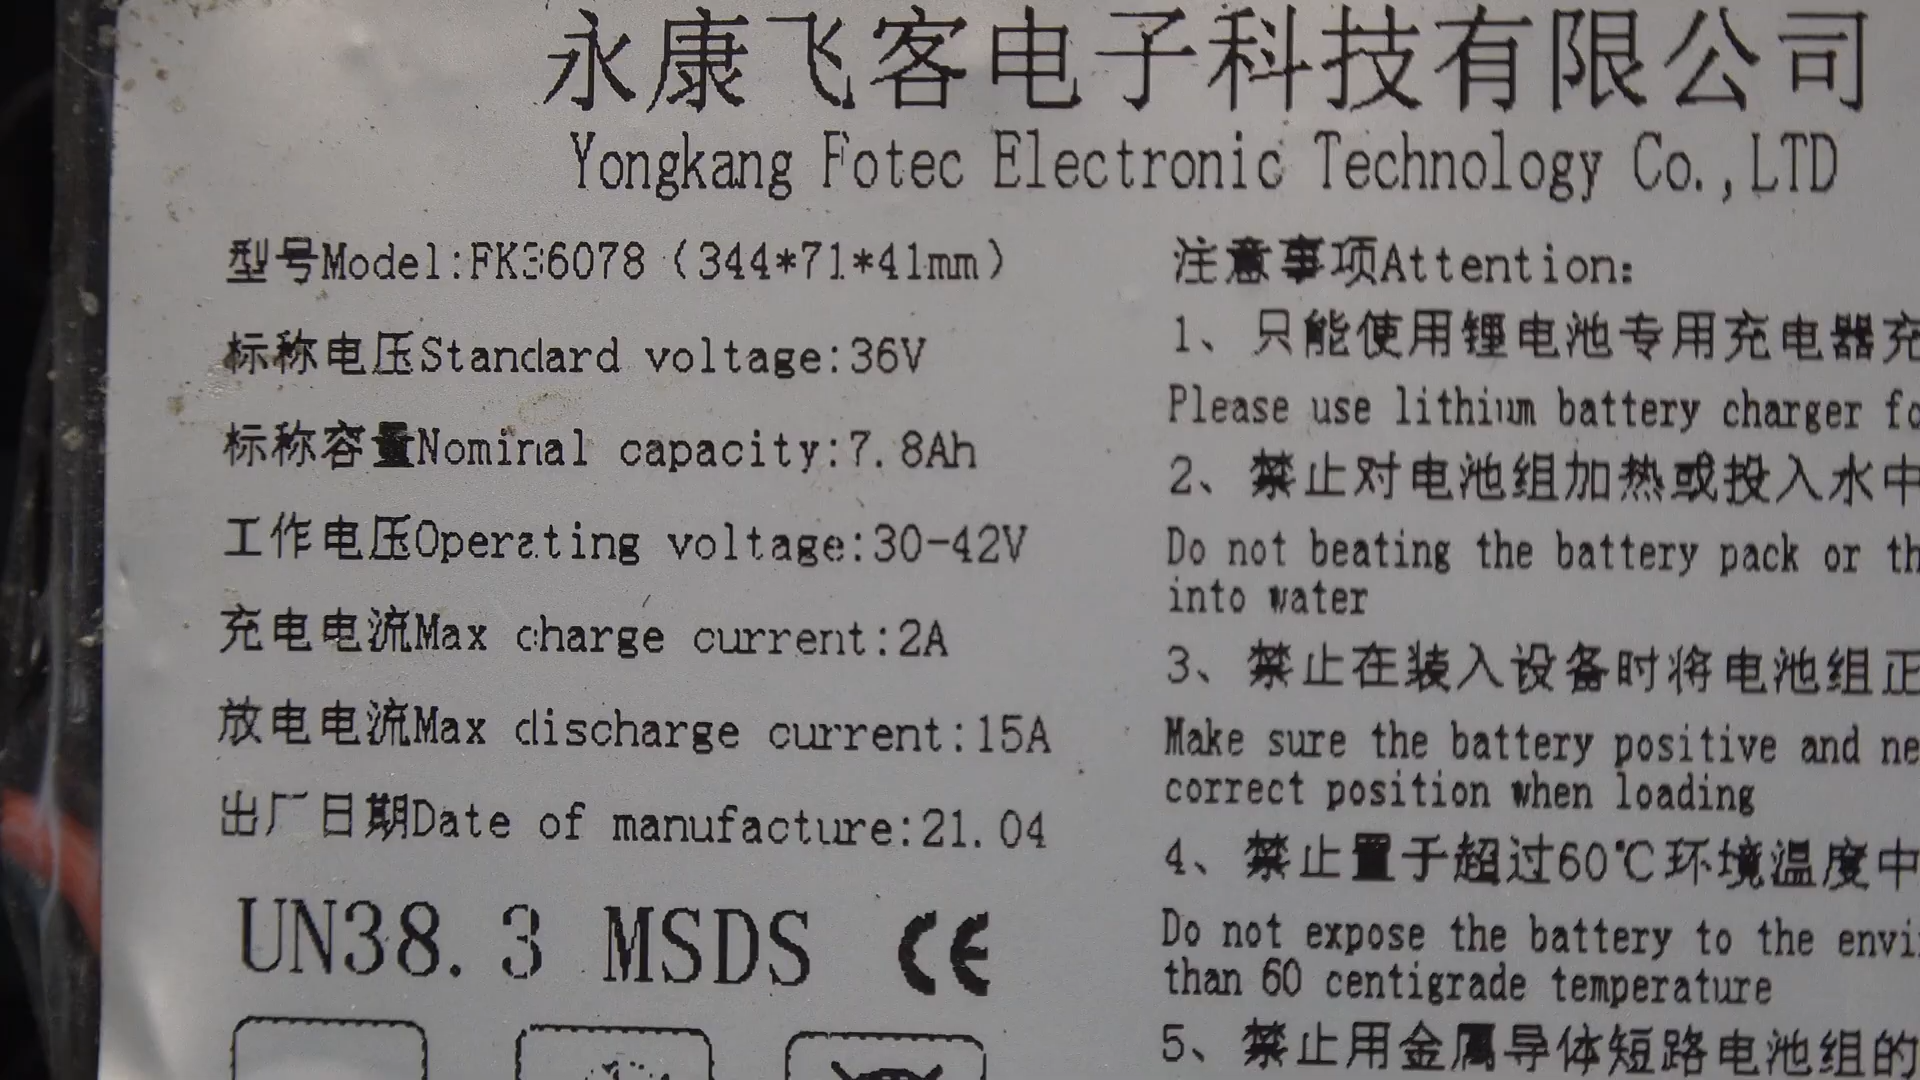 永康飞客电子科技有限公司
Yongkang Fotec Electronic Technology Co.,LTD
型号Model:FK36078（344*71*41mm）
标称电压Standard voltage:36V
标称容量Nominal capacity:7.8Ah
工作电压Operating voltage:30-42V
充电电流Max charge current:2A
放电电流Max discharge current:15A
出厂日期Date of manufacture:21.04
UN38.3 MSDS CE
注意事项Attention:
1、只能使用锂电池专用充电器充
Please use lithium battery charger fo
2、禁止对电池组加热或投入水中
Do not beating the battery pack or th
into water
3、禁止在装入设备时将电池组正
Make sure the battery positive and ne
correct position when loading
4、禁止置于超过60℃环境温度中
Do not expose the battery to the envi
than 60 centigrade temperature
5、禁止用金属导体短路电池组的